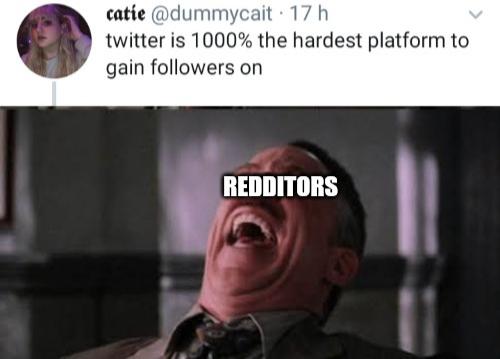 catie @dummycait · 17 h
twitter is 1000% the hardest platform to
gain followers on
REDDITORS